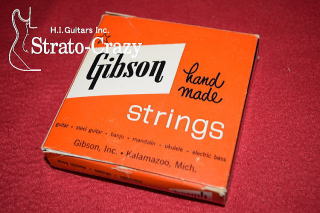 H.I.Guitars Inc.
Strato-Crazy
Gibson
hand
made
strings
guitar • steel guitar • banjo • mandolin • ukulele • electric bass
Gibson, Inc. • Kalamazoo, Mich.